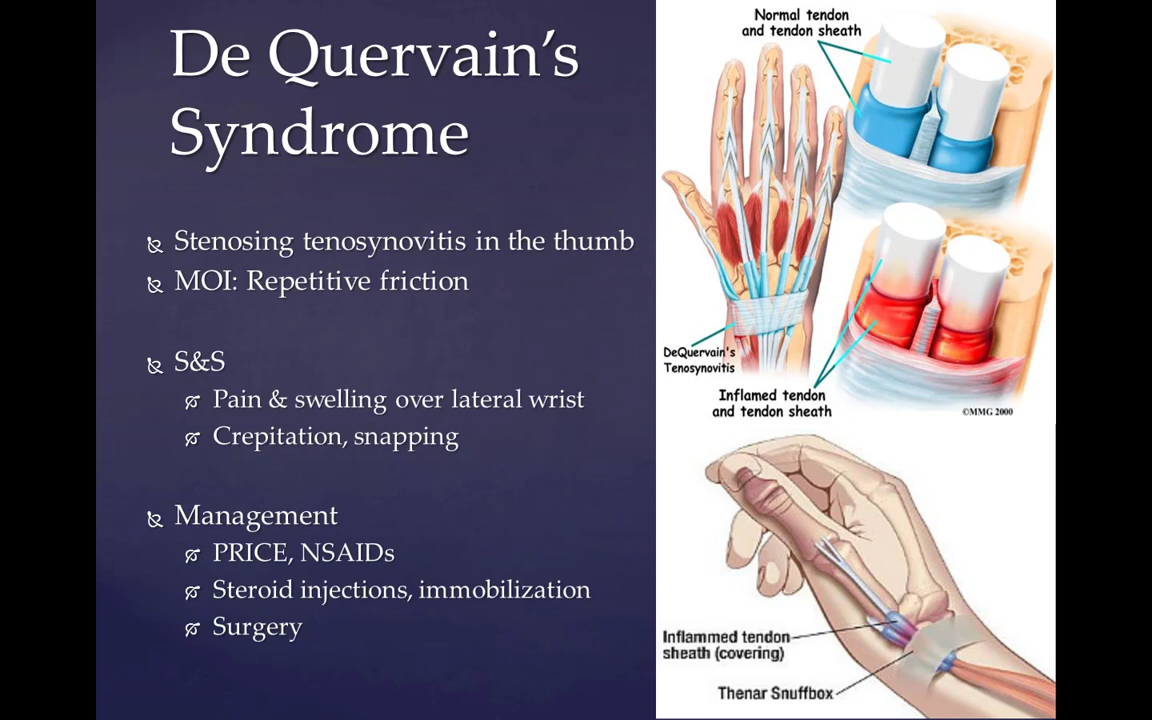 De Quervain's
Syndrome
Stenosing tenosynovitis in the thumb
MOI: Repetitive friction
S&S
Pain & swelling over lateral wrist
Crepitation, snapping
Management
PRICE, NSAIDs
Steroid injections, immobilization
Surgery
Normal tendon
and tendon sheath
DeQuervain's
Tenosynovitis
Inflamed tendon
and tendon sheath
©MMG 2000
Inflammed tendon
sheath (covering)
Thenar Snuffbox